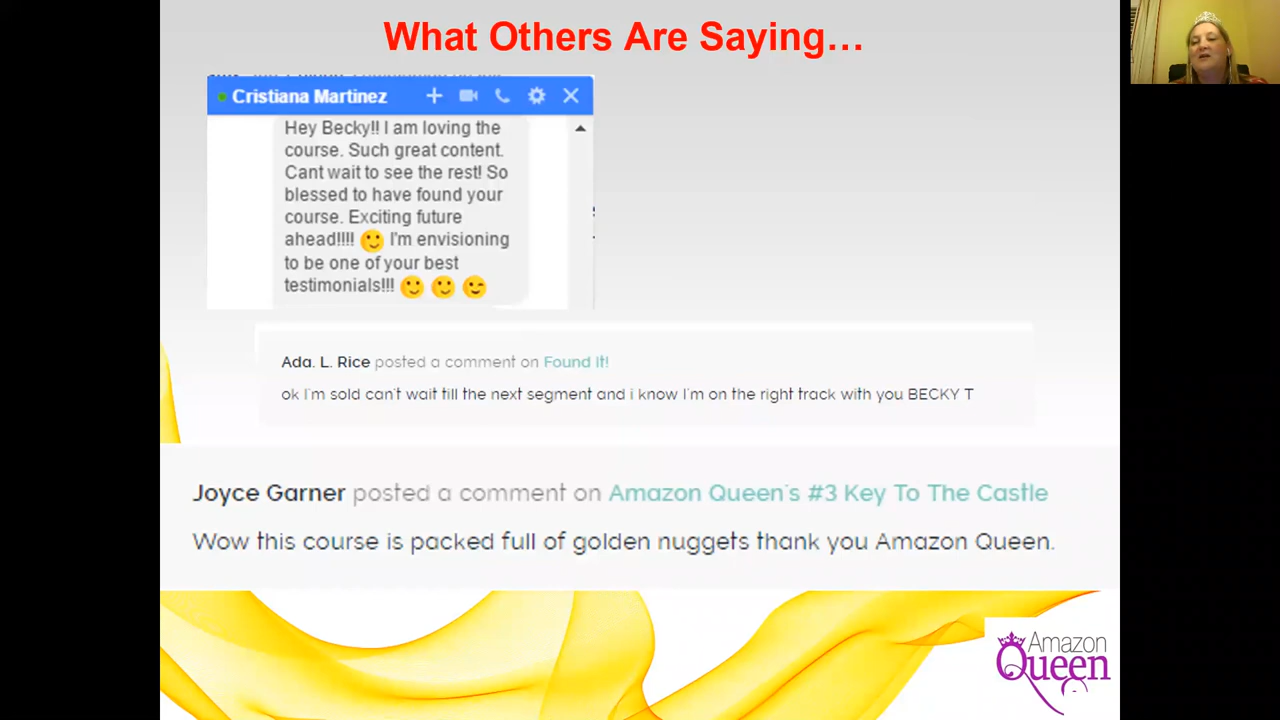 What Others Are Saying...
Cristiana Martinez
Hey Becky!! I am loving the
course. Such great content.
Cant wait to see the rest! So
blessed to have found your
course. Exciting future
ahead!!!! 🙂 I'm envisioning
to be one of your best
testimonials!!! 🙂 🙂 😉
Ada. L. Rice posted a comment on Found It!
ok I'm sold can't wait till the next segment and i know I'm on the right track with you BECKY T
Joyce Garner posted a comment on Amazon Queen's #3 Key To The Castle
Wow this course is packed full of golden nuggets thank you Amazon Queen.
Amazon
Queen